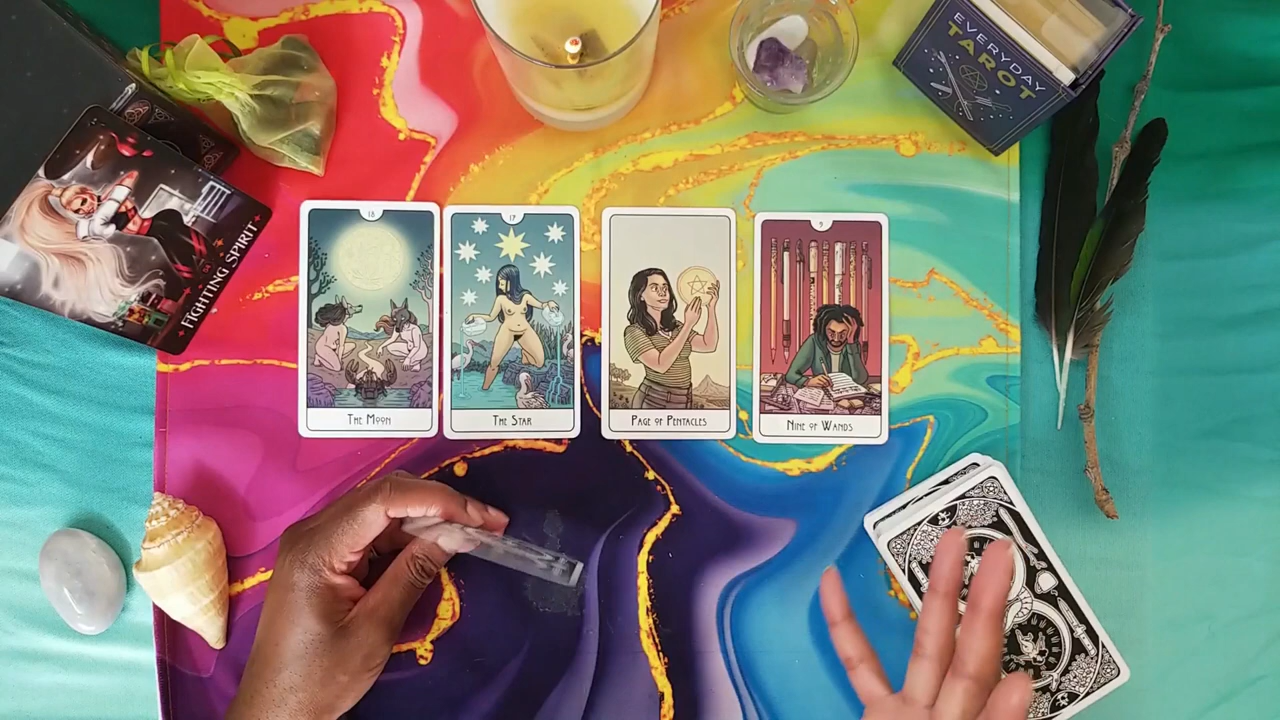 EVERYDAY
TAROT
FIGHTING SPIRIT
18
THE MOON
17
THE STAR
PAGE OF PENTACLES
9
NINE OF WANDS